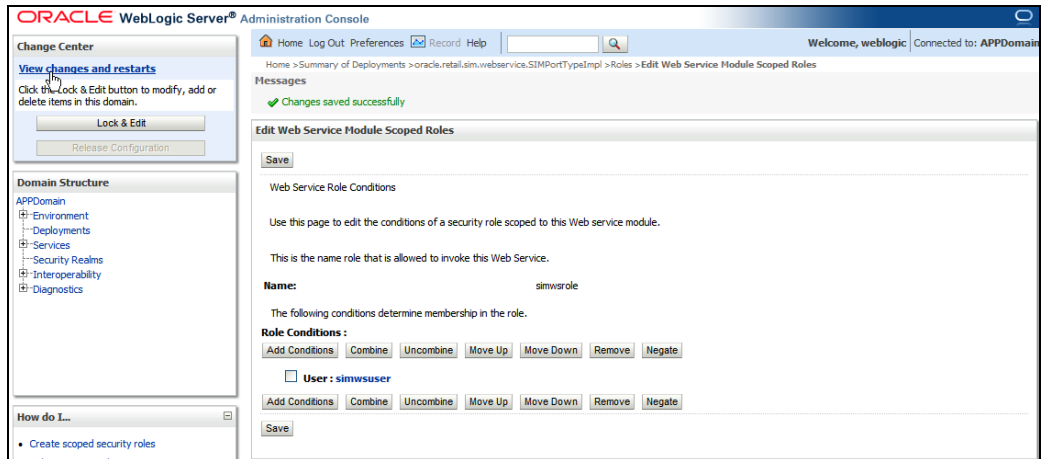 ORACLE WebLogic Server® Administration Console
Change Center
View changes and restarts
Click the Lock & Edit button to modify, add or
delete items in this domain.
Lock & Edit
Release Configuration
Domain Structure
APPDomain
Environment
Deployments
Services
Security Realms
Interoperability
Diagnostics
How do I...
Create scoped security roles
Home Log Out Preferences Record Help
Welcome, weblogic Connected to: APPDomain
Home >Summary of Deployments >oracle.retail.sim.webservice.SIMPortTypeImpl >Roles >Edit Web Service Module Scoped Roles
Messages
Changes saved successfully
Edit Web Service Module Scoped Roles
Save
Web Service Role Conditions
Use this page to edit the conditions of a security role scoped to this Web service module.
This is the name role that is allowed to invoke this Web Service.
Name: simwsrole
The following conditions determine membership in the role.
Role Conditions :
Add Conditions Combine Uncombine Move Up Move Down Remove Negate
User : simwsuser
Add Conditions Combine Uncombine Move Up Move Down Remove Negate
Save